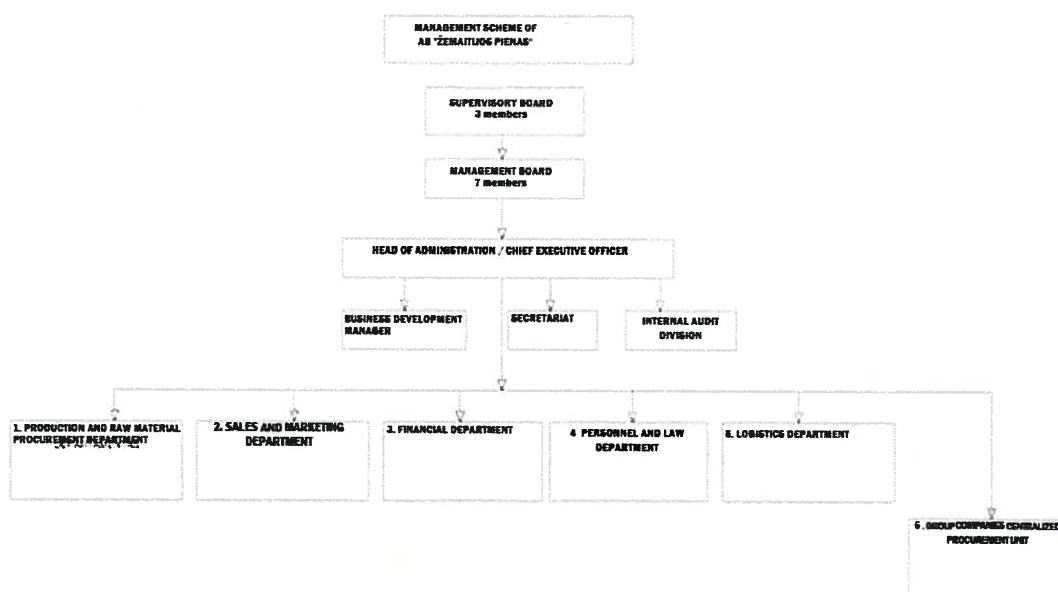 MANAGEMENT SCHEME OF
AB "ŽEMAITIJOS PIENAS"
SUPERVISORY BOARD
3 members
MANAGEMENT BOARD
7 members
HEAD OF ADMINISTRATION / CHIEF EXECUTIVE OFFICER
BUSINESS DEVELOPMENT
MANAGER
SECRETARIAT
INTERNAL AUDIT
DIVISION
1. PRODUCTION AND RAW MATERIAL
PROCUREMENT DEPARTMENT
2. SALES AND MARKETING
DEPARTMENT
3. FINANCIAL DEPARTMENT
4 PERSONNEL AND LAW
DEPARTMENT
5. LOGISTICS DEPARTMENT
6 . GROUP COMPANIES CENTRALIZED
PROCUREMENT UNIT